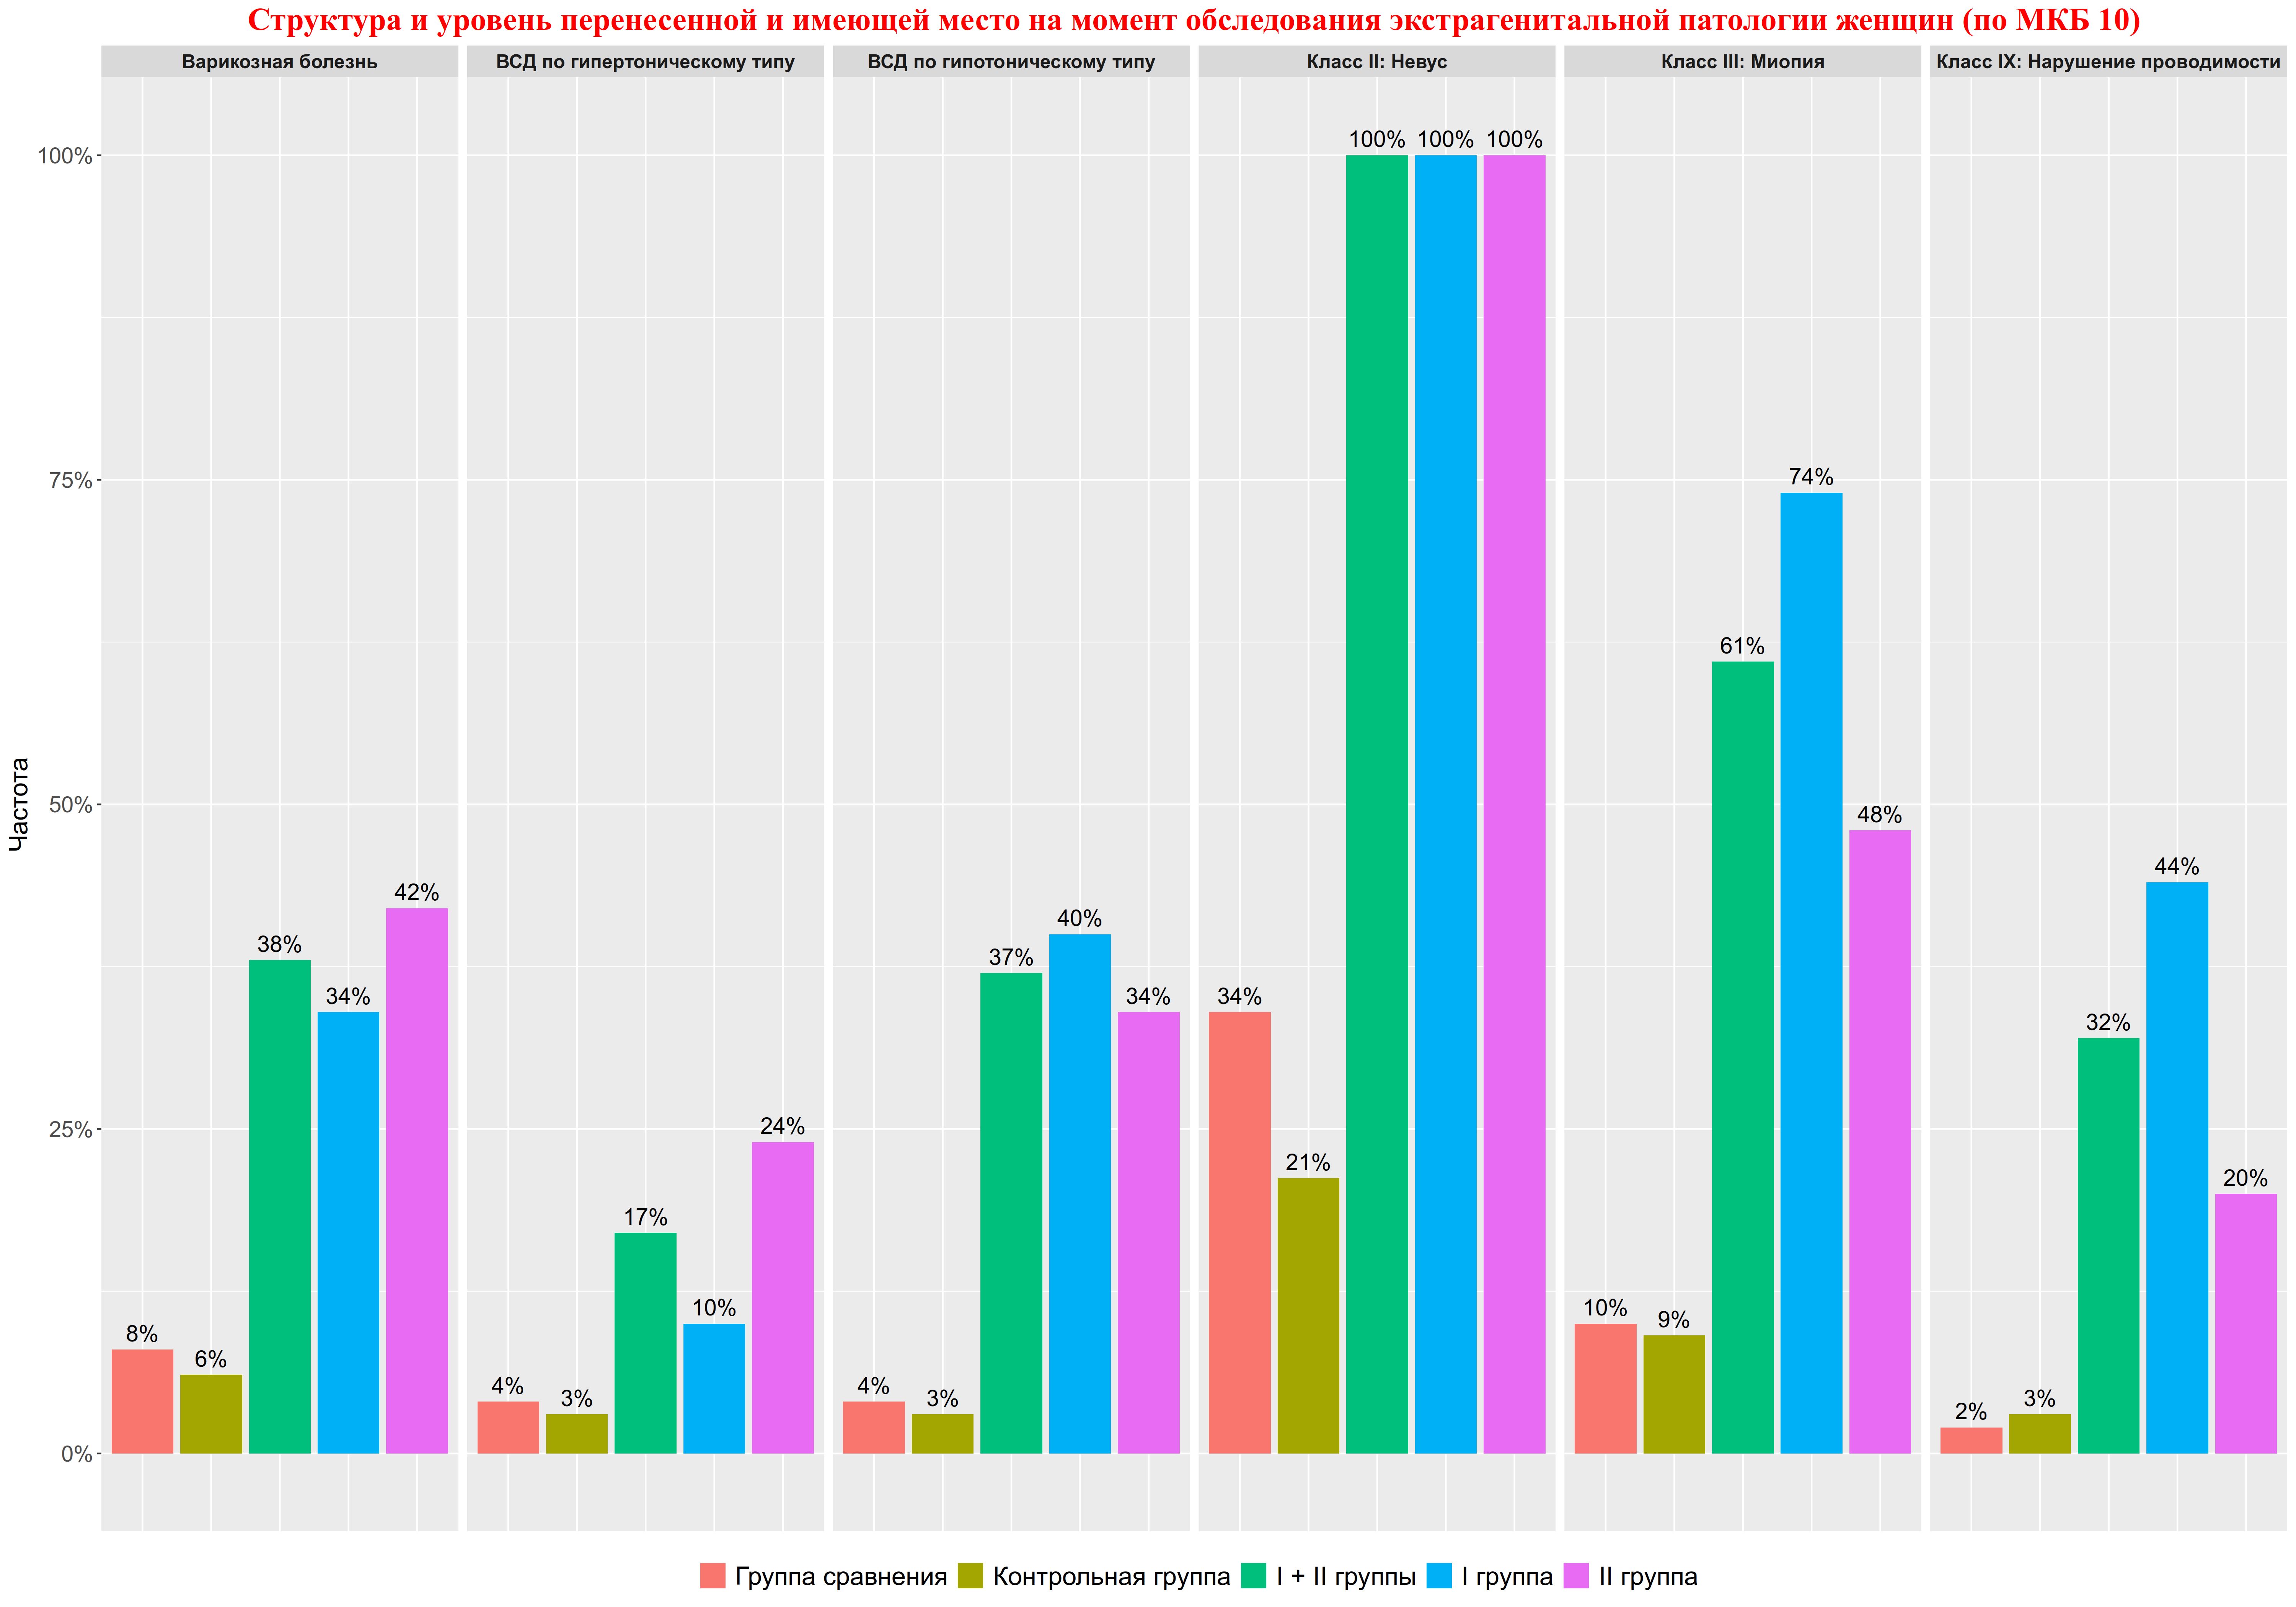 Структура и уровень перенесенной и имеющей место на момент обследования экстрагенитальной патологии женщин (по МКБ 10)
Варикозная болезнь
ВСД по гипертоническому типу
ВСД по гипотоническому типу
Класс II: Невус
Класс III: Миопия
Класс IX: Нарушение проводимости
Частота
100%
75%
50%
25%
0%
8%
6%
38%
34%
42%
4%
3%
17%
10%
24%
4%
3%
37%
40%
34%
34%
21%
100%
100%
100%
10%
9%
61%
74%
48%
2%
3%
32%
44%
20%
Группа сравнения
Контрольная группа
I + II группы
I группа
II группа